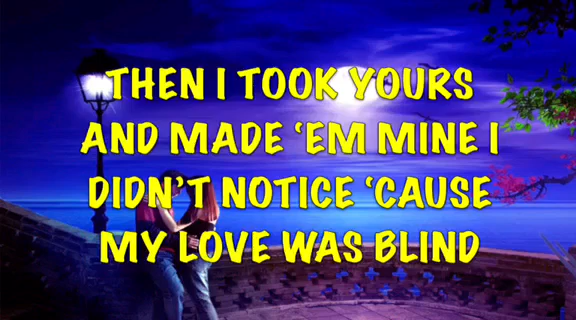 THEN I TOOK YOURS
AND MADE ‘EM MINE I
DIDN’T NOTICE ‘CAUSE
MY LOVE WAS BLIND